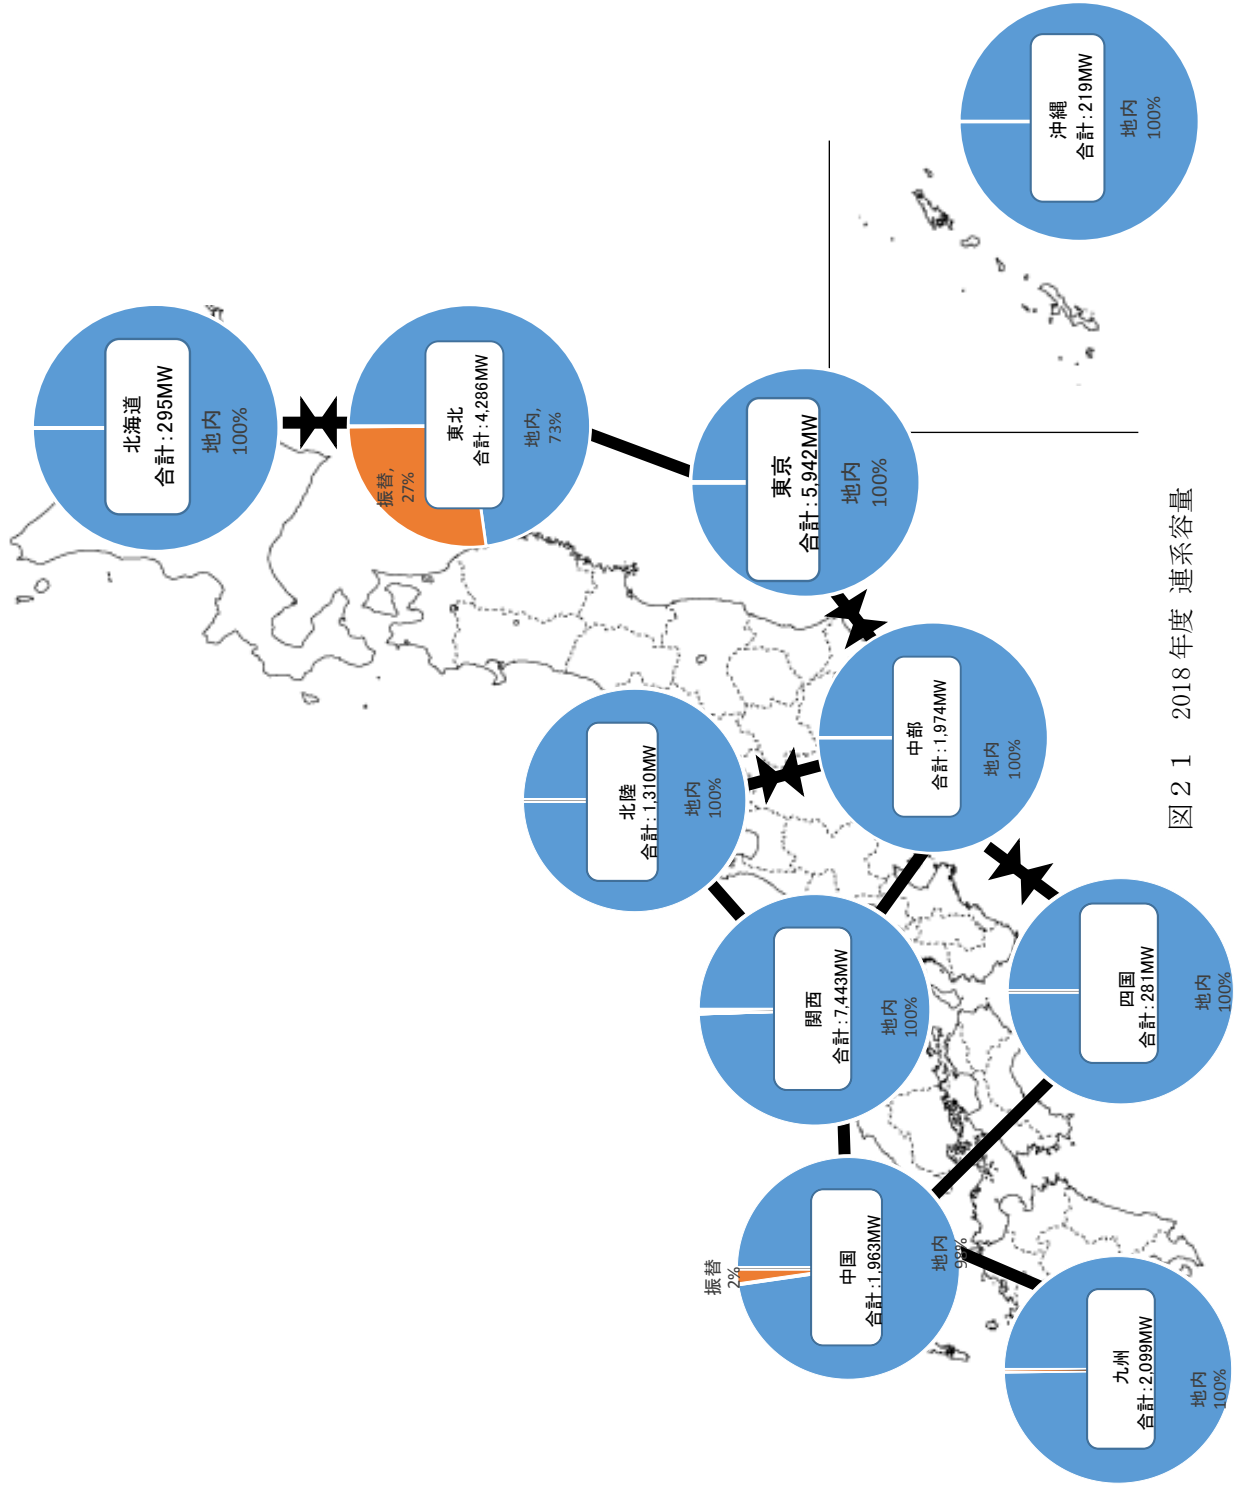 北海道
合計:295MW
地内
100%
東北
合計:4,286MW
振替,
27%
地内,
73%
東京
合計:5,942MW
地内
100%
北陸
合計:1,310MW
地内
100%
中部
合計:1,974MW
地内
100%
関西
合計:7,443MW
地内
100%
中国
合計:1,963MW
振替
2%
地内
98%
四国
合計:281MW
地内
100%
九州
合計:2,099MW
地内
100%
沖縄
合計:219MW
地内
100%
図21 2018年度 連系容量